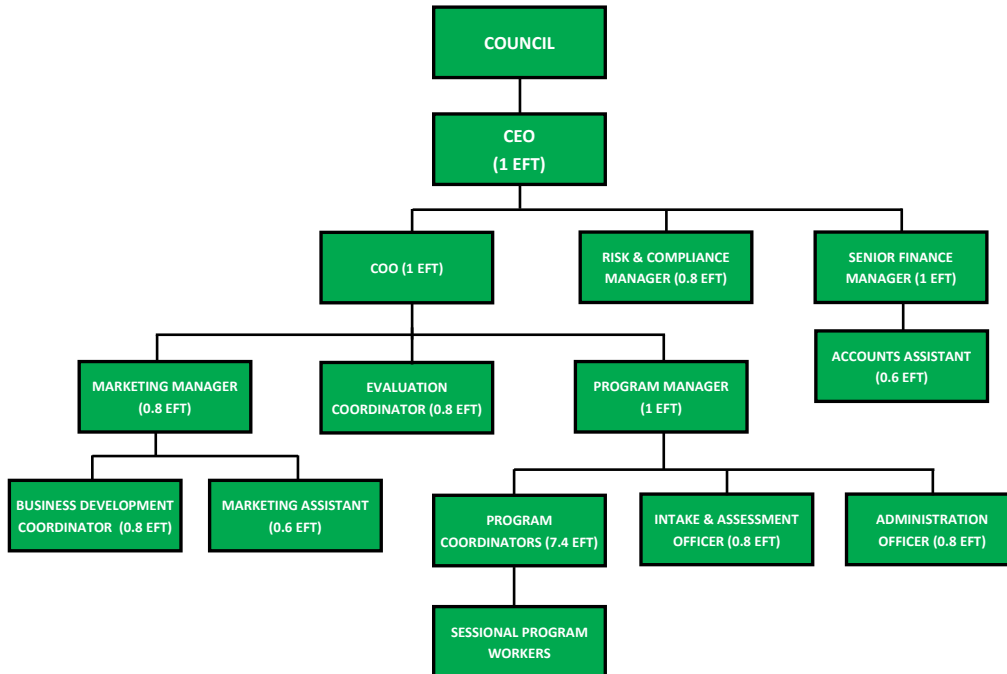 COUNCIL
CEO
(1 EFT)
COO (1 EFT)
RISK & COMPLIANCE
MANAGER (0.8 EFT)
SENIOR FINANCE
MANAGER (1 EFT)
MARKETING MANAGER
(0.8 EFT)
EVALUATION
COORDINATOR (0.8 EFT)
PROGRAM MANAGER
(1 EFT)
ACCOUNTS ASSISTANT
(0.6 EFT)
BUSINESS DEVELOPMENT
COORDINATOR (0.8 EFT)
MARKETING ASSISTANT
(0.6 EFT)
PROGRAM
COORDINATORS (7.4 EFT)
INTAKE & ASSESSMENT
OFFICER (0.8 EFT)
ADMINISTRATION
OFFICER (0.8 EFT)
SESSIONAL PROGRAM
WORKERS